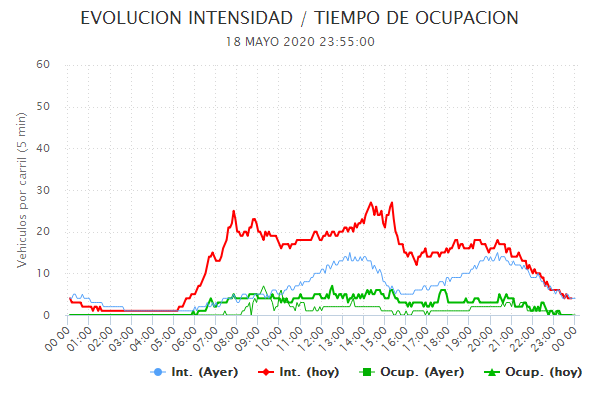 EVOLUCION INTENSIDAD / TIEMPO DE OCUPACION
18 MAYO 2020 23:55:00
Vehiculos por carril (5 min)
60
50
40
30
20
10
0
00:00 01:00 02:00 03:00 04:00 05:00 06:00 07:00 08:00 09:00 10:00 11:00 12:00 13:00 14:00 15:00 16:00 17:00 18:00 19:00 20:00 21:00 22:00 23:00 00:00
Int. (Ayer) Int. (hoy) Ocup. (Ayer) Ocup. (hoy)